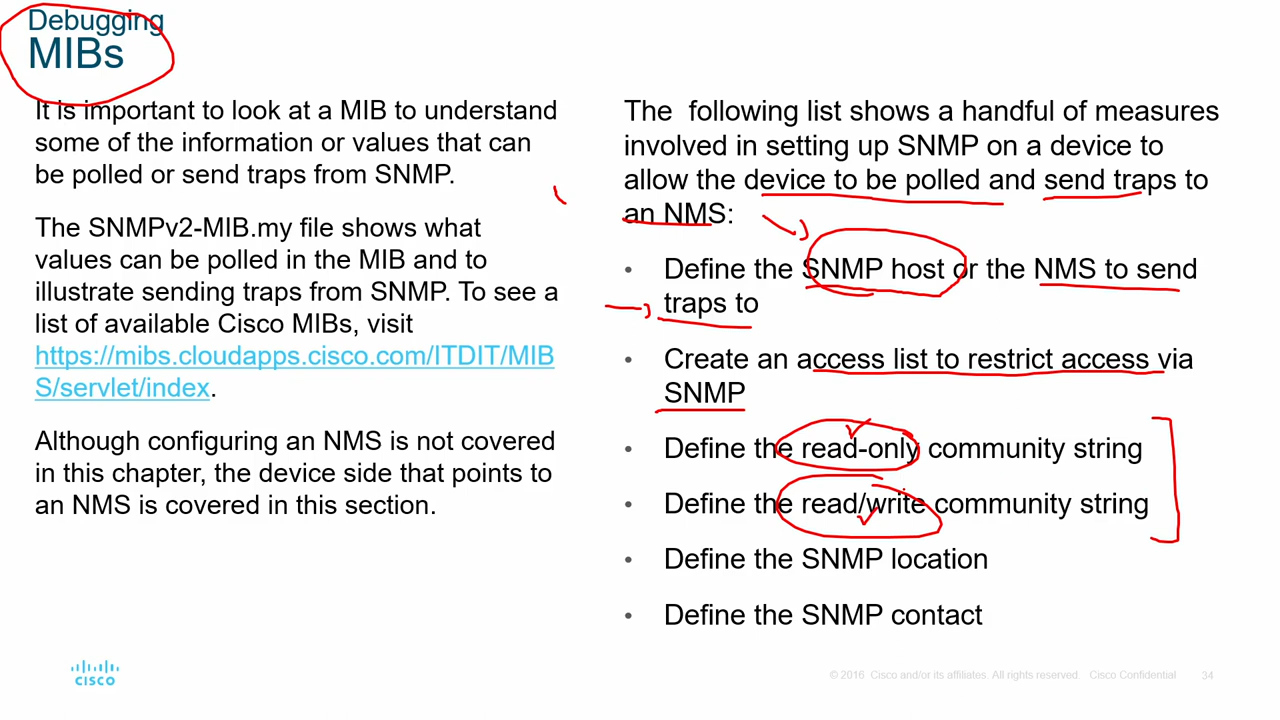 Debugging
MIBs
It is important to look at a MIB to understand
some of the information or values that can
be polled or send traps from SNMP.
The SNMPv2-MIB.my file shows what
values can be polled in the MIB and to
illustrate sending traps from SNMP. To see a
list of available Cisco MIBs, visit
https://mibs.cloudapps.cisco.com/ITDIT/MIB
S/servlet/index.
Although configuring an NMS is not covered
in this chapter, the device side that points to
an NMS is covered in this section.
The following list shows a handful of measures
involved in setting up SNMP on a device to
allow the device to be polled and send traps to
an NMS:
• Define the SNMP host or the NMS to send
traps to
• Create an access list to restrict access via
SNMP
• Define the read-only community string
• Define the read/write community string
• Define the SNMP location
• Define the SNMP contact
CISCO
© 2016 Cisco and/or its affiliates. All rights reserved. Cisco Confidential 34